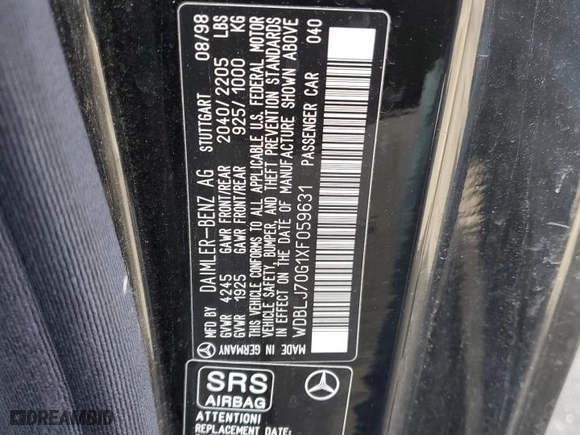 DAIMLER-BENZ AG STUTTGART 08/98
GVWR 4245 GAWR FRONT/REAR 2040/2205 LBS
GVWR 1925 GAWR FRONT/REAR 925/1000 KG
THIS VEHICLE CONFORMS TO ALL APPLICABLE U.S. FEDERAL MOTOR
VEHICLE SAFETY, BUMPER, AND THEFT PREVENTION STANDARDS
IN EFFECT ON THE DATE OF MANUFACTURE SHOWN ABOVE
WDBLJ70G1XF059631 PASSENGER CAR 040
MADE IN GERMANY
SRS
AIRBAG
ATTENTION!
REPLACEMENT DATE:
DREAMBID